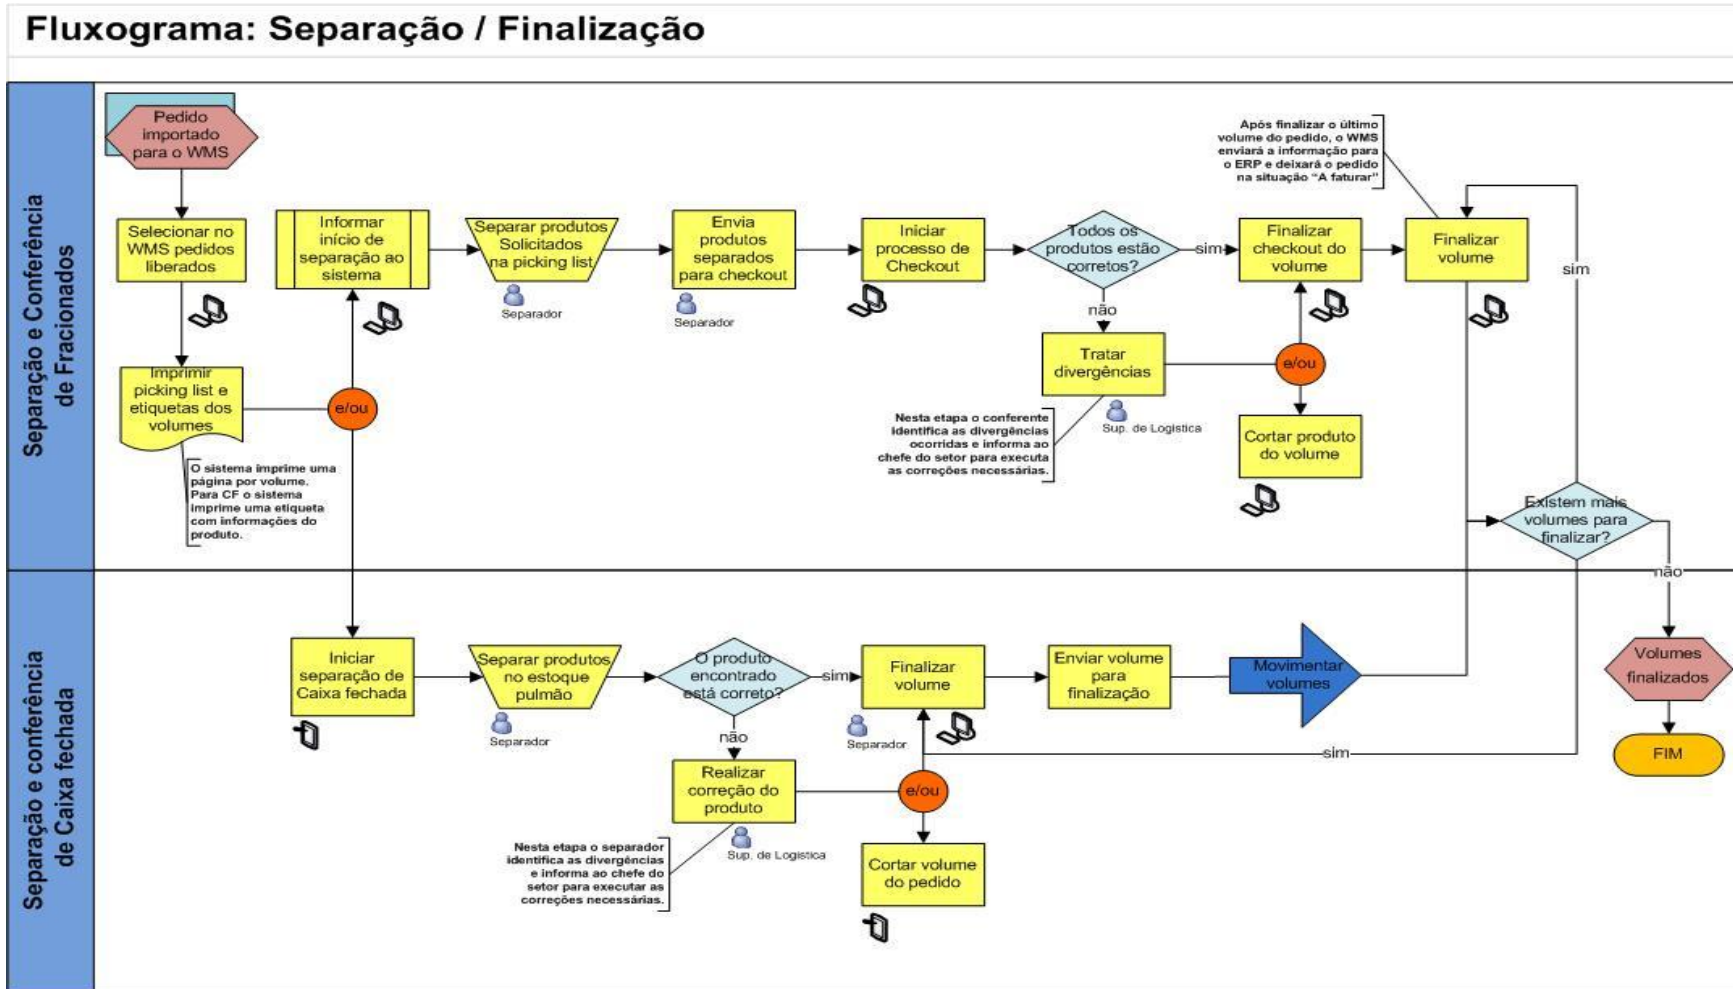 Fluxograma: Separação / Finalização
Separação e Conferência
de Fracionados
Pedido
importado
para o WMS
Selecionar no
WMS pedidos
liberados
Imprimir
picking list e
etiquetas dos
volumes
O sistema imprime uma
página por volume.
Para CF o sistema
imprime uma etiqueta
com informações do
produto.
e/ou
Informar
início de
separação ao
sistema
Separar produtos
Solicitados
na picking list
Separador
Envia
produtos
separados
para checkout
Separador
Iniciar
processo de
Checkout
Todos os
produtos estão
corretos?
sim
não
Tratar
divergências
Sup. de Logistica
Nesta etapa o conferente
identifica as divergências
ocorridas e informa ao
chefe do setor para executa
as correções necessárias.
e/ou
Finalizar
checkout do
volume
Cortar produto
do volume
Após finalizar o último
volume do pedido, o WMS
enviará a informação para
o ERP e deixará o pedido
na situação “A faturar”
Finalizar
volume
sim
Existem mais
volumes para
finalizar?
não
Separação e conferência
de Caixa fechada
Iniciar
separação de
Caixa fechada
Separar produtos
no estoque
pulmão
Separador
O produto
encontrado
está correto?
sim
não
Realizar
correção do
produto
Sup. de Logistica
Nesta etapa o separador
identifica as divergências
e informa ao chefe do
setor para executar as
correções necessárias.
e/ou
Finalizar
volume
Separador
Cortar volume
do pedido
Enviar volume
para
finalização
Movimentar
volumes
sim
Volumes
finalizados
FIM